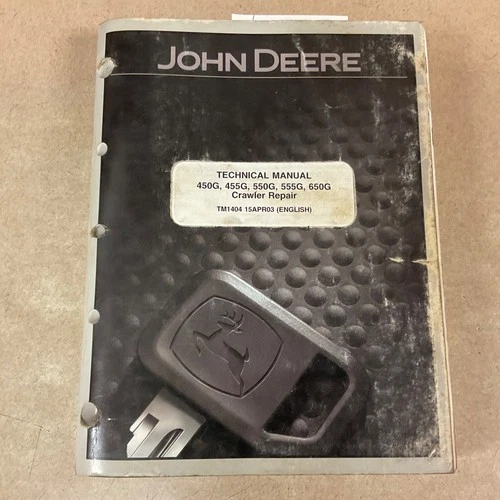 JOHN DEERE
TECHNICAL MANUAL
450G, 455G, 550G, 555G, 650G
Crawler Repair
TM1404 15APR03 (ENGLISH)